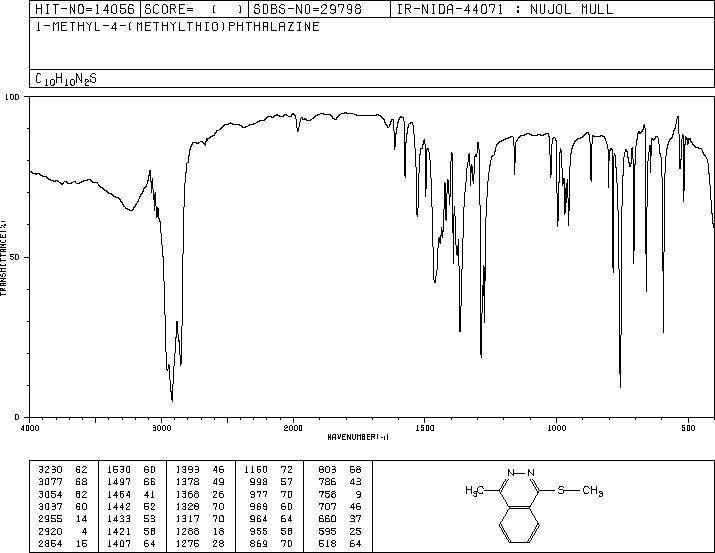 HIT-NO=14056 SCORE= ( ) SDBS-NO=29798 IR-NIDA-44071 : NUJOL MULL
1-METHYL-4-(METHYLTHIO)PHTHALAZINE
C10H10N2S
100
50
0
TRANSMITTANCE(%)
4000 3000 2000 1500 1000 500
WAVENUMBER(-1)
3230 62 1530 60 1393 46 1160 72 803 68
3077 68 1497 66 1378 49 998 57 786 43
3054 62 1464 41 1368 26 977 70 758 9
3037 60 1442 52 1328 70 969 60 707 46
2955 14 1433 53 1317 70 964 64 660 37
2920 4 1421 58 1288 18 955 58 595 25
2854 15 1407 64 1275 28 869 70 518 64
N N
H3C S CH3